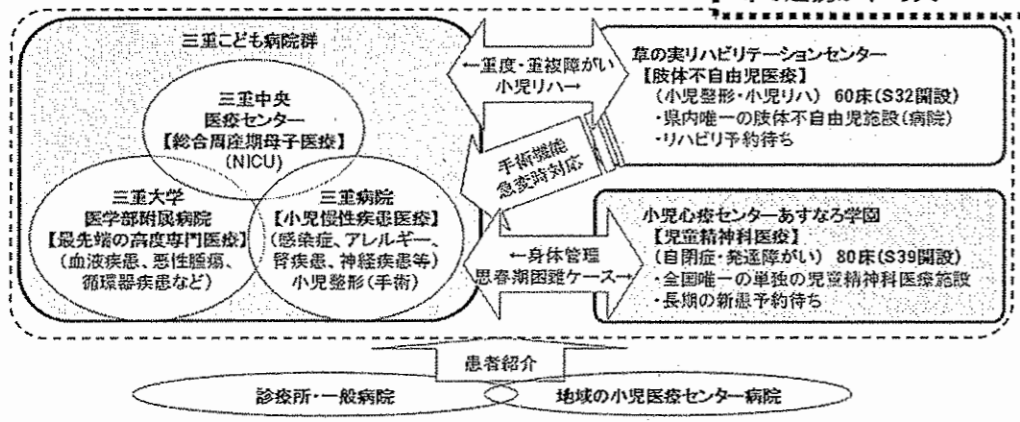 三重こども病院群
三重中央
医療センター
【総合周産期母子医療】
(NICU)
三重大学
医学部附属病院
【最先端の高度専門医療】
(血液疾患、悪性腫瘍、
循環器疾患など)
三重病院
【小児慢性疾患医療】
(感染症、アレルギー、
腎疾患、神経疾患等)
小児整形(手術)
←重度・重複障がい
小児リハ→
手術機能
急変時対応
←身体管理
思春期困難ケース→
草の実リハビリテーションセンター
【肢体不自由児医療】
(小児整形・小児リハ) 60床(S32開設)
・県内唯一の肢体不自由児施設(病院)
・リハビリ予約待ち
小児心療センターあすなろ学園
【児童精神科医療】
(自閉症・発達障がい) 80床(S39開設)
・全国唯一の単独の児童精神科医療施設
・長期の新患予約待ち
患者紹介
診療所・一般病院
地域の小児医療センター病院